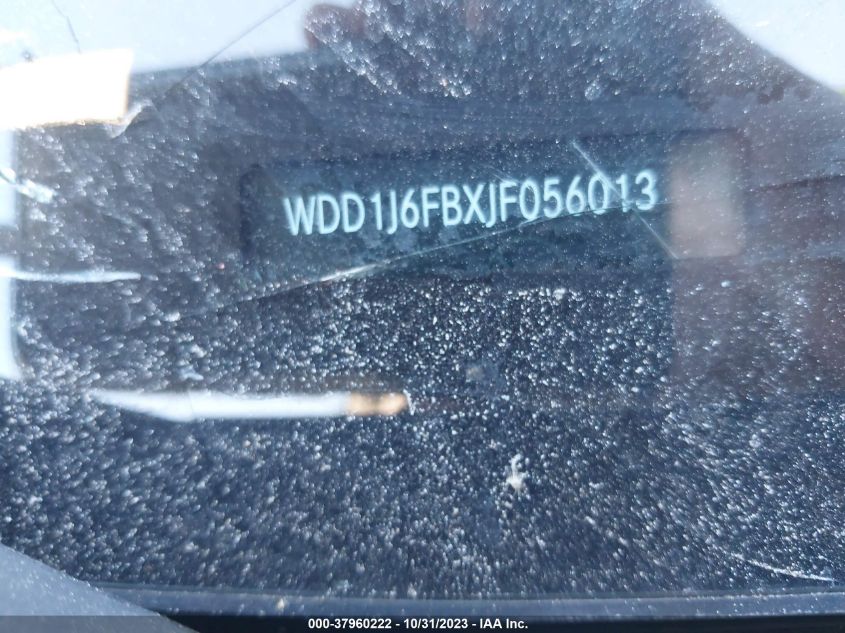 WDD1J6FBXJF056013
000-37960222 - 10/31/2023 - IAA Inc.